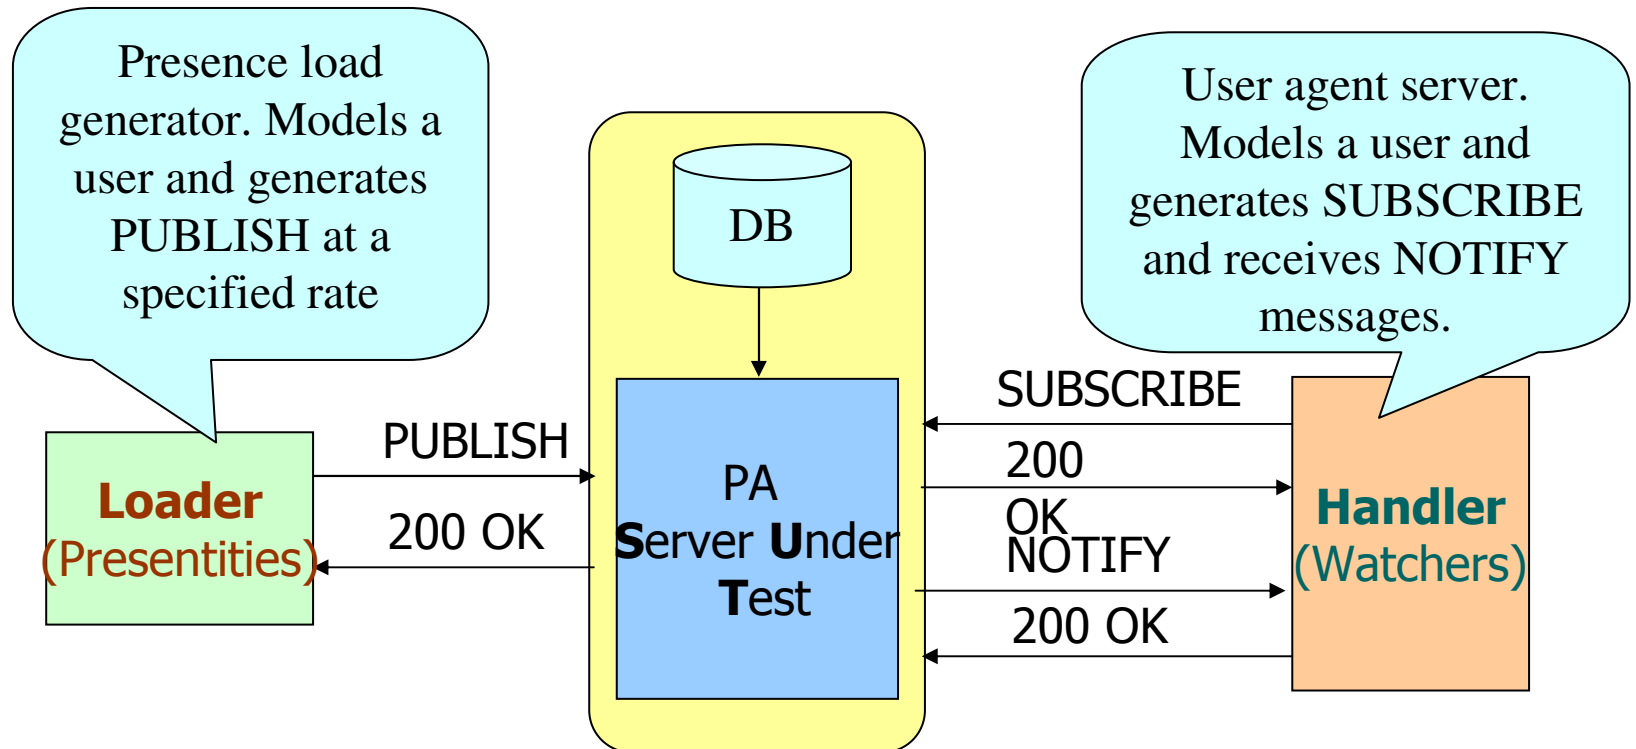 Presence load
generator. Models a
user and generates
PUBLISH at a
specified rate
User agent server.
Models a user and
generates SUBSCRIBE
and receives NOTIFY
messages.
DB
Loader
(Presentities)
PUBLISH
200 OK
PA
Server Under
Test
SUBSCRIBE
200
OK
NOTIFY
200 OK
Handler
(Watchers)